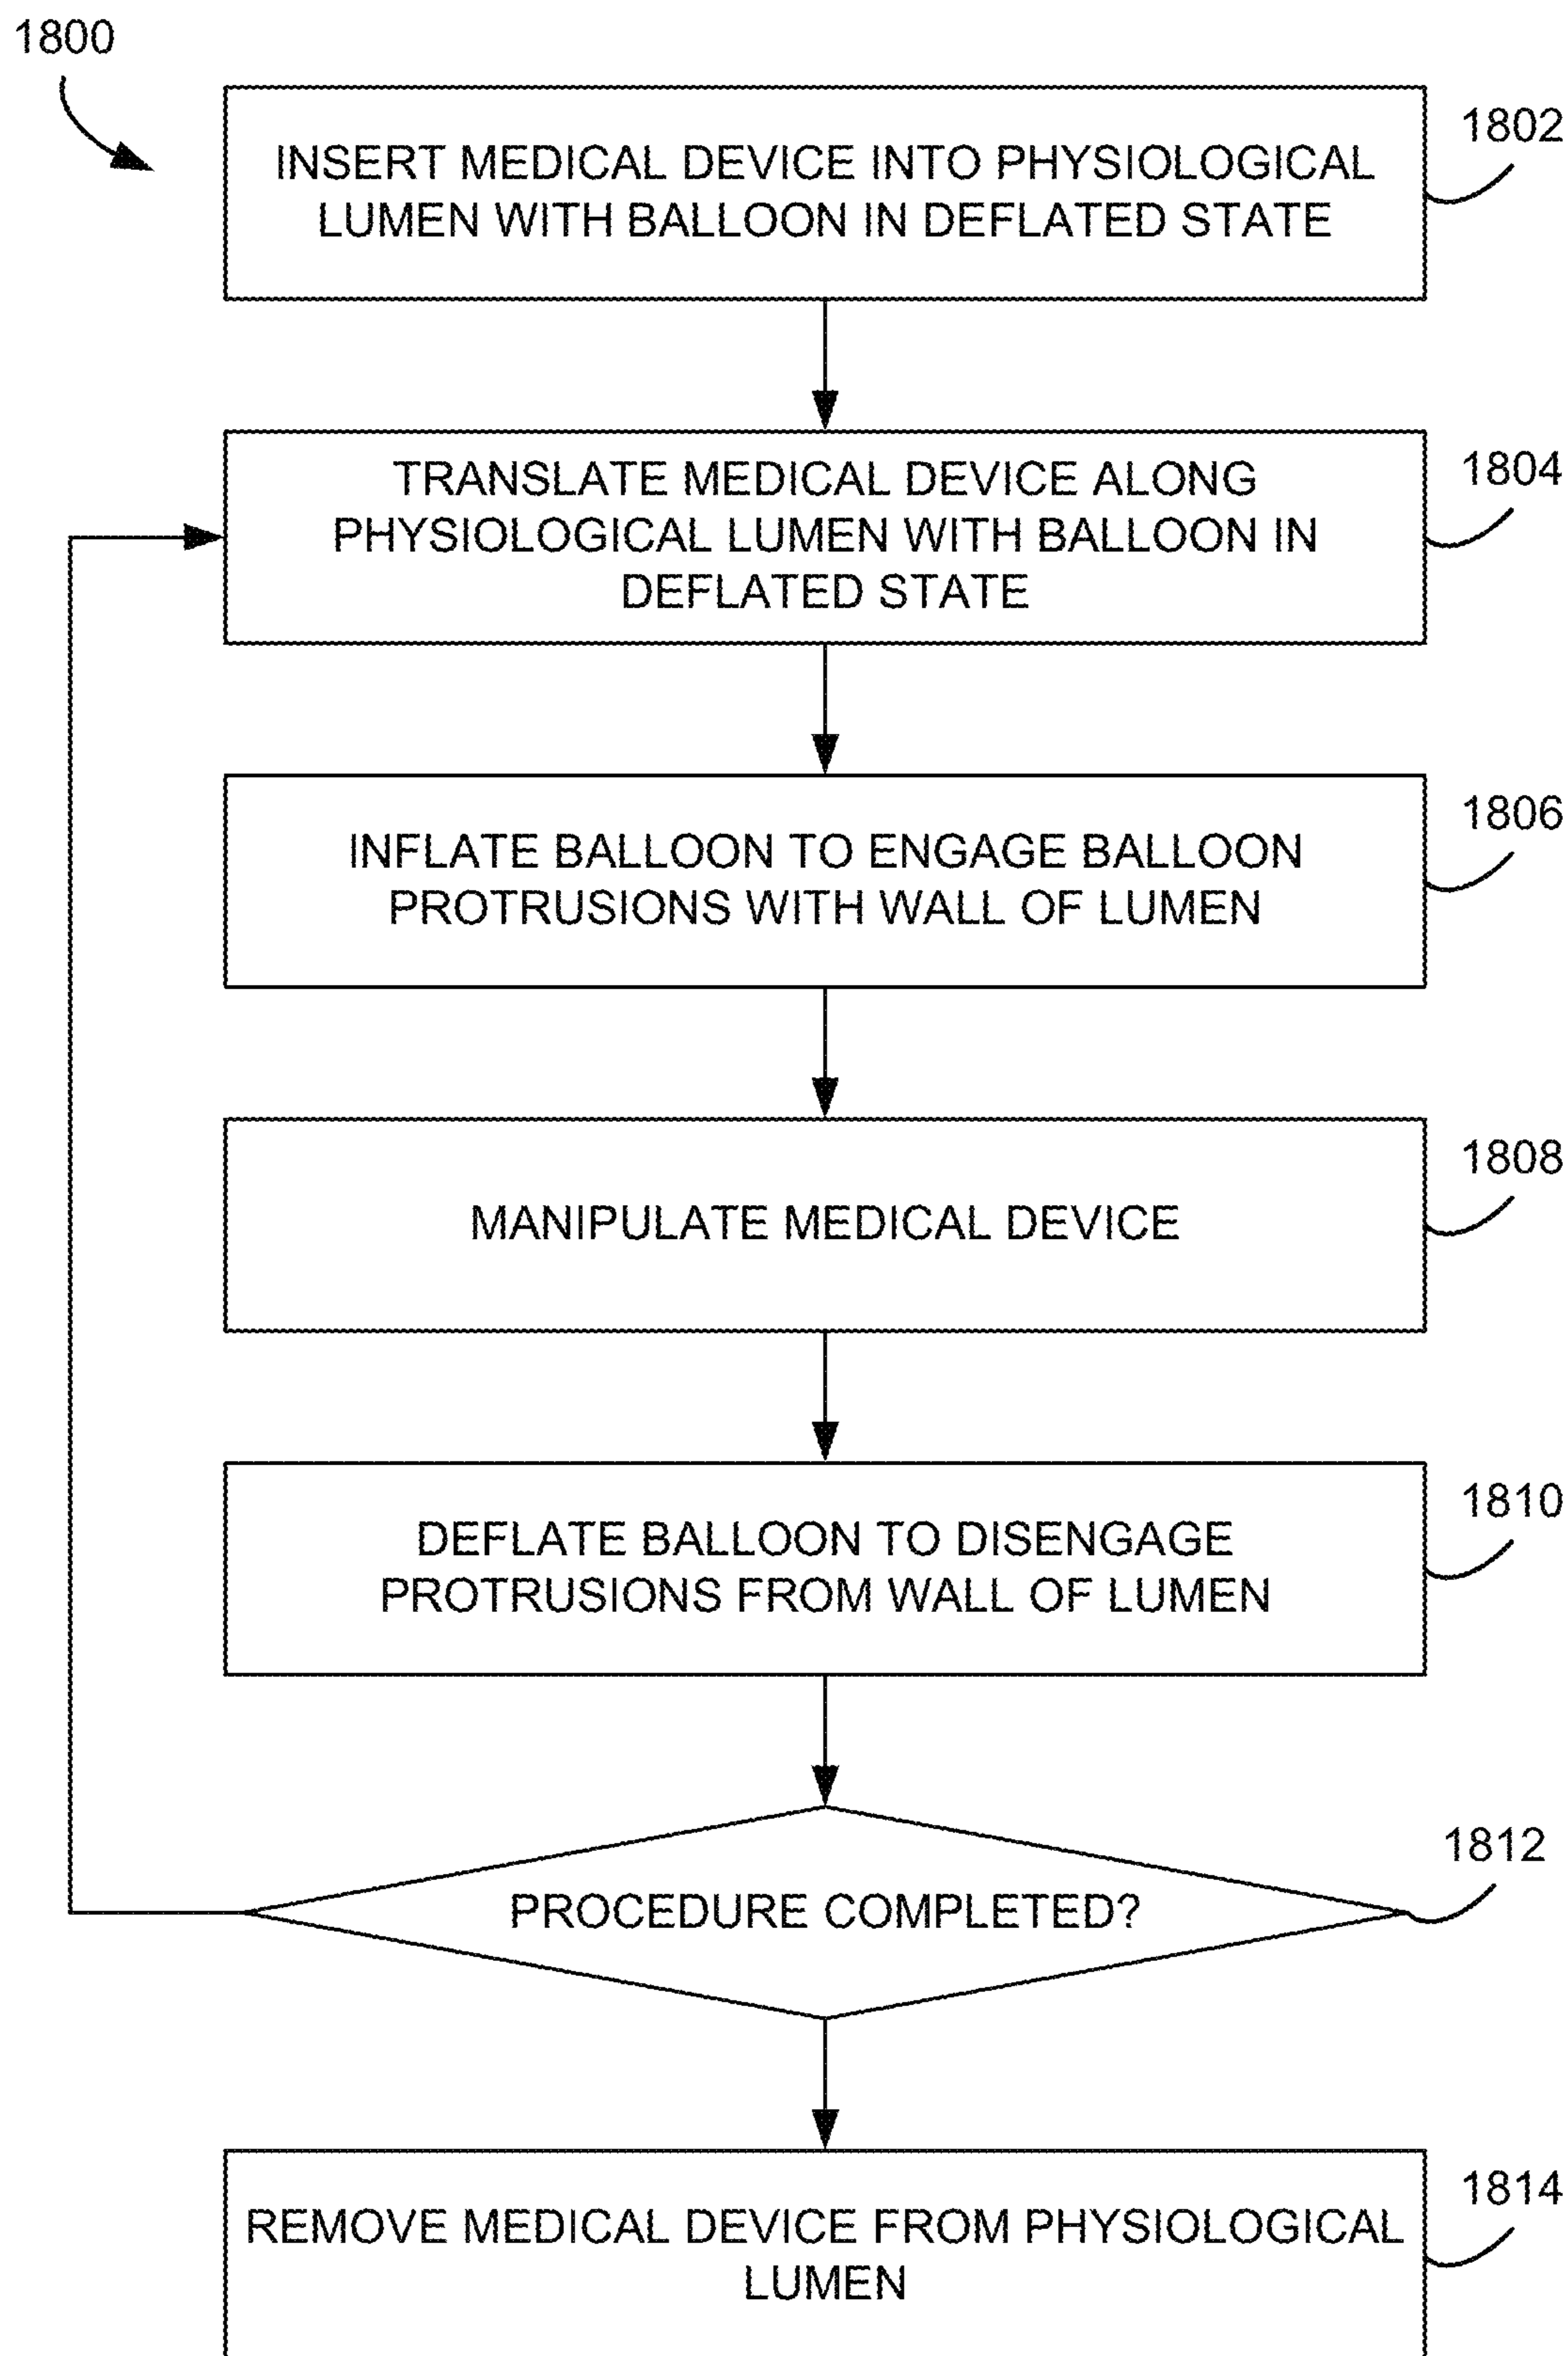 1800
INSERT MEDICAL DEVICE INTO PHYSIOLOGICAL
LUMEN WITH BALLOON IN DEFLATED STATE
1802
TRANSLATE MEDICAL DEVICE ALONG
PHYSIOLOGICAL LUMEN WITH BALLOON IN
DEFLATED STATE
1804
INFLATE BALLOON TO ENGAGE BALLOON
PROTRUSIONS WITH WALL OF LUMEN
1806
MANIPULATE MEDICAL DEVICE
1808
DEFLATE BALLOON TO DISENGAGE
PROTRUSIONS FROM WALL OF LUMEN
1810
PROCEDURE COMPLETED?
1812
REMOVE MEDICAL DEVICE FROM PHYSIOLOGICAL
LUMEN
1814